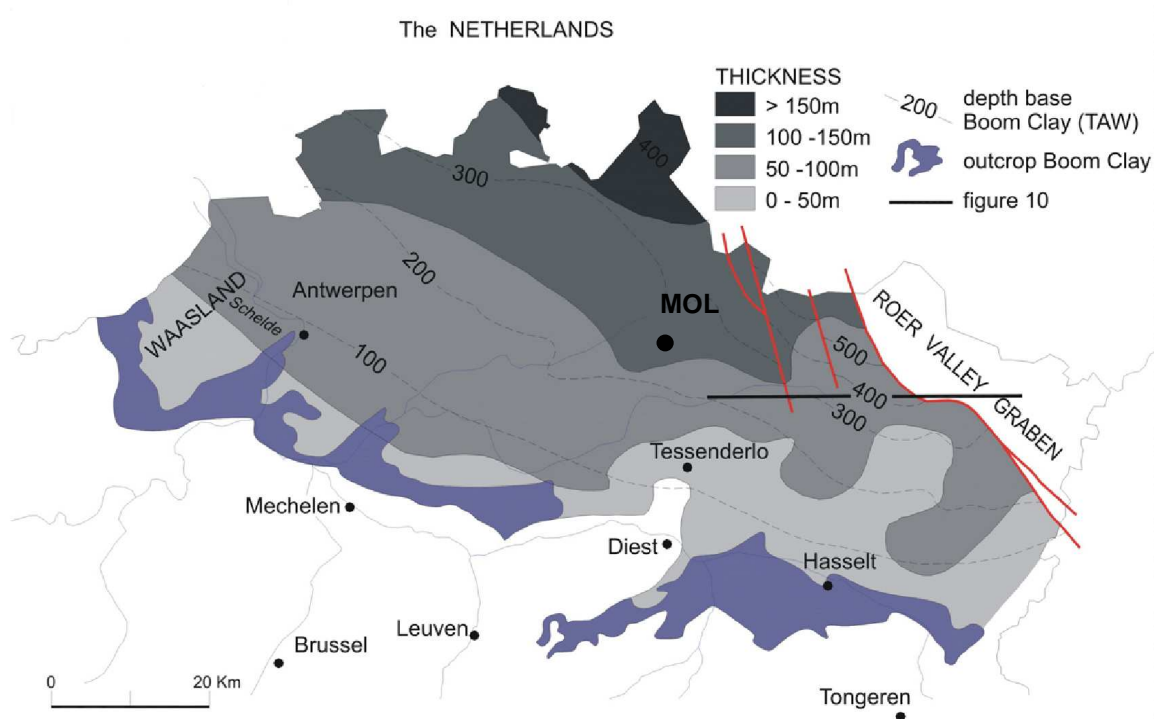 The NETHERLANDS
THICKNESS
> 150m
100 -150m
50 -100m
0 - 50m
200
depth base
Boom Clay (TAW)
outcrop Boom Clay
figure 10
400
300
200
100
WAASLAND
Schelde
Antwerpen
MOL
ROER VALLEY GRABEN
500
400
300
Tessenderlo
Mechelen
Diest
Hasselt
Leuven
Brussel
Tongeren
0 20 Km